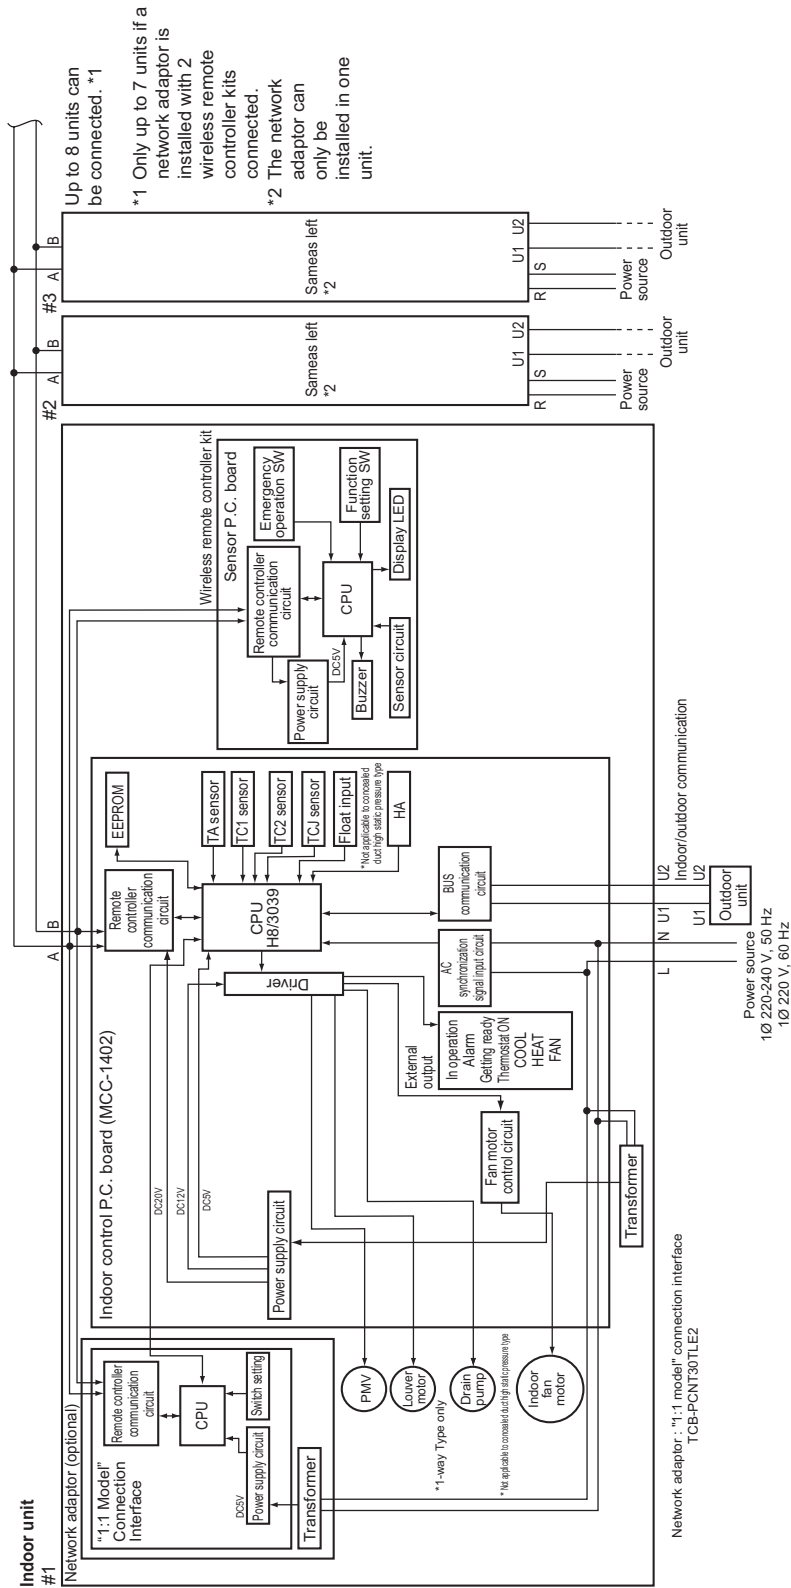 Indoor unit
#1
Network adaptor (optional)
"1:1 Model"
Connection
Interface
Remote controller
communication
circuit
CPU
Switch setting
DC5V
Power supply circuit
Transformer
Indoor control P.C. board (MCC-1402)
DC20V
DC12V
DC5V
Power supply circuit
A
B
Remote
controller
communication
circuit
EEPROM
CPU
H8/3039
TA sensor
TC1 sensor
TC2 sensor
TCJ sensor
Float input
*Not applicable to concealed
duct high static pressure type
HA
Driver
AC
synchronization
signal input circuit
BUS
communication
circuit
External
output
In operation
Alarm
Getting ready
Thermostat ON
COOL
HEAT
FAN
Fan motor
control circuit
Transformer
PMV
Louver
motor
*1-way Type only
Drain
pump
* Not applicable to concealed duct high static pressure type
Indoor
fan
motor
Wireless remote controller kit
Sensor P.C. board
Remote controller
communication
circuit
Emergency
operation SW
Power supply
circuit
DC5V
CPU
Function
setting SW
Buzzer
Display LED
Sensor circuit
L
N
U1
U2
Indoor/outdoor communication
U1
U2
Outdoor
unit
Power source
1Ø 220-240 V, 50 Hz
1Ø 220 V, 60 Hz
Network adaptor : "1:1 model" connection interface
TCB-PCNT30TLE2
#2
A
B
Sameas left
*2
R
S
U1
U2
Power
source
Outdoor
unit
#3
A
B
Sameas left
*2
R
S
U1
U2
Power
source
Outdoor
unit
Up to 8 units can
be connected. *1
*1 Only up to 7 units if a
network adaptor is
installed with 2
wireless remote
controller kits
connected.
*2 The network
adaptor can
only be
installed in one
unit.